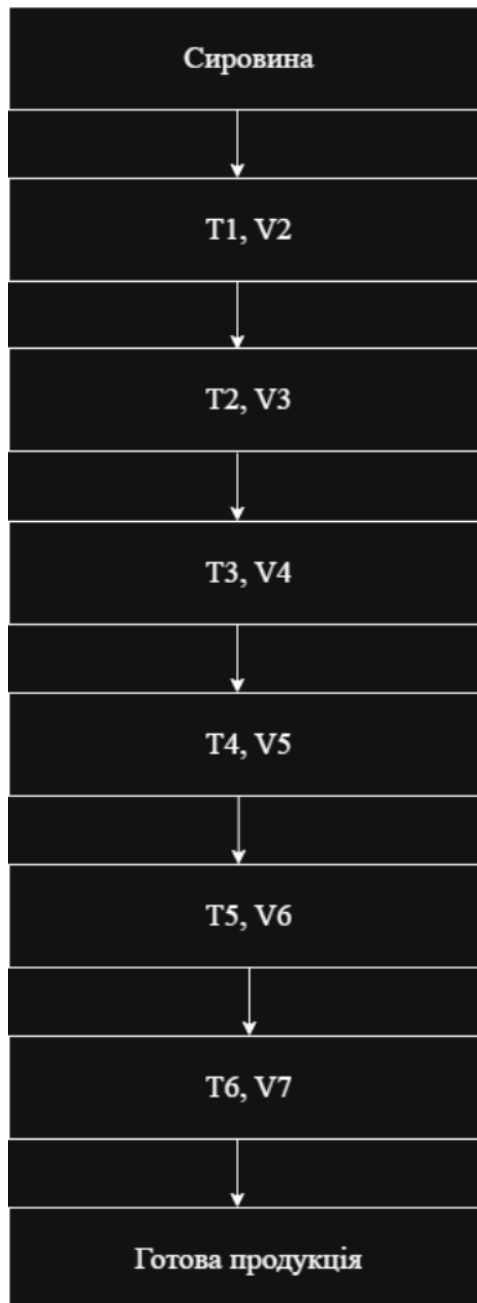 Сировина
T1, V2
T2, V3
T3, V4
T4, V5
T5, V6
T6, V7
Готова продукція